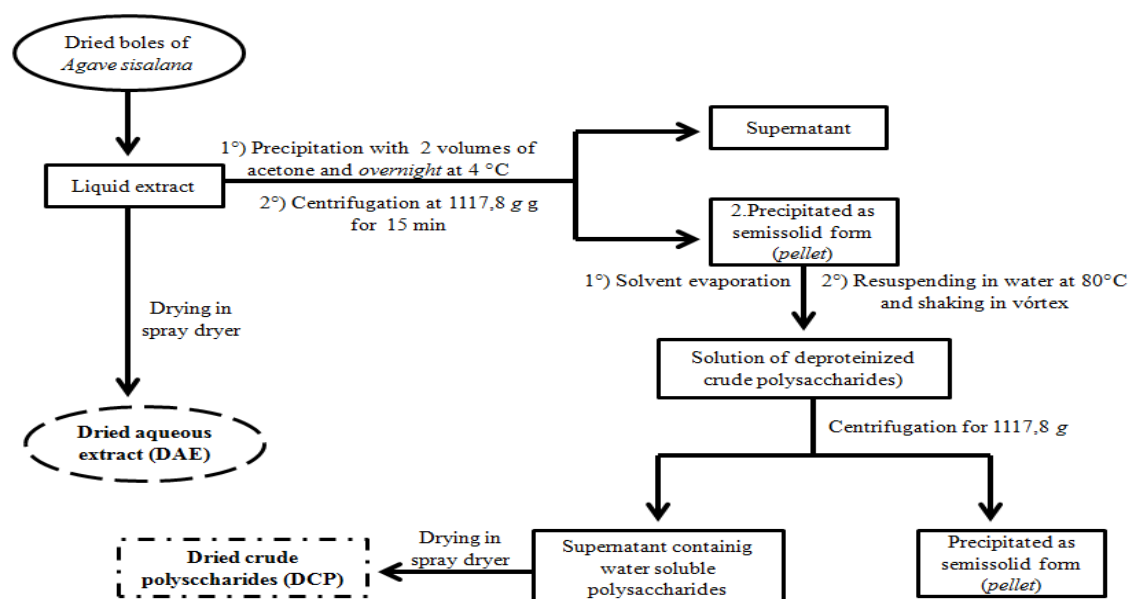 Dried boles of
Agave sisalana
Liquid extract
1°) Precipitation with 2 volumes of
acetone and overnight at 4 °C
2°) Centrifugation at 1117,8 g g
for 15 min
Supernatant
2.Precipitated as
semissolid form
(pellet)
1°) Solvent evaporation
2°) Resuspending in water at 80°C
and shaking in vórtex
Drying in
spray dryer
Solution of deproteinized
crude polysaccharides)
Dried aqueous
extract (DAE)
Centrifugation for 1117,8 g
Dried crude
polysccharides (DCP)
Drying in
spray dryer
Supernatant containig
water soluble
polysaccharides
Precipitated as
semissolid form
(pellet)